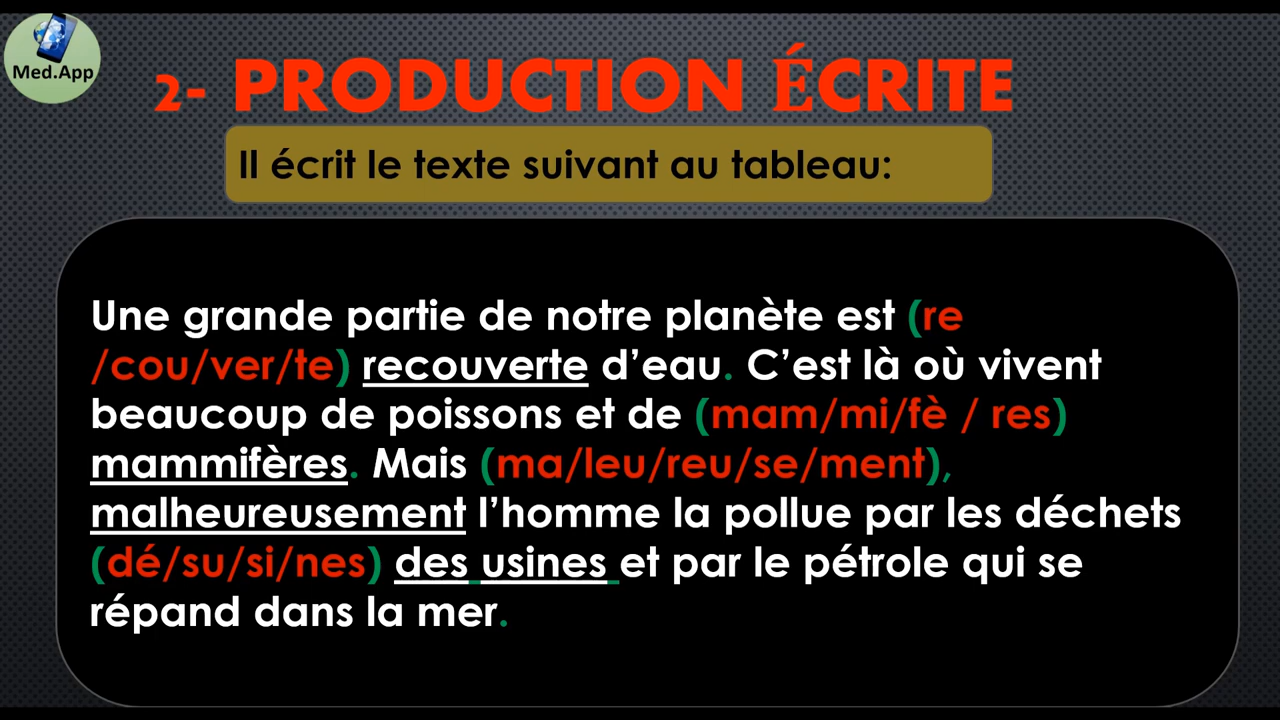 Med.App
2- PRODUCTION ÉCRITE
Il écrit le texte suivant au tableau:
Une grande partie de notre planète est (re
/cou/ver/te) recouverte d’eau. C’est là où vivent
beaucoup de poissons et de (mam/mi/fè / res)
mammifères. Mais (ma/leu/reu/se/ment),
malheureusement l’homme la pollue par les déchets
(dé/su/si/nes) des usines et par le pétrole qui se
répand dans la mer.